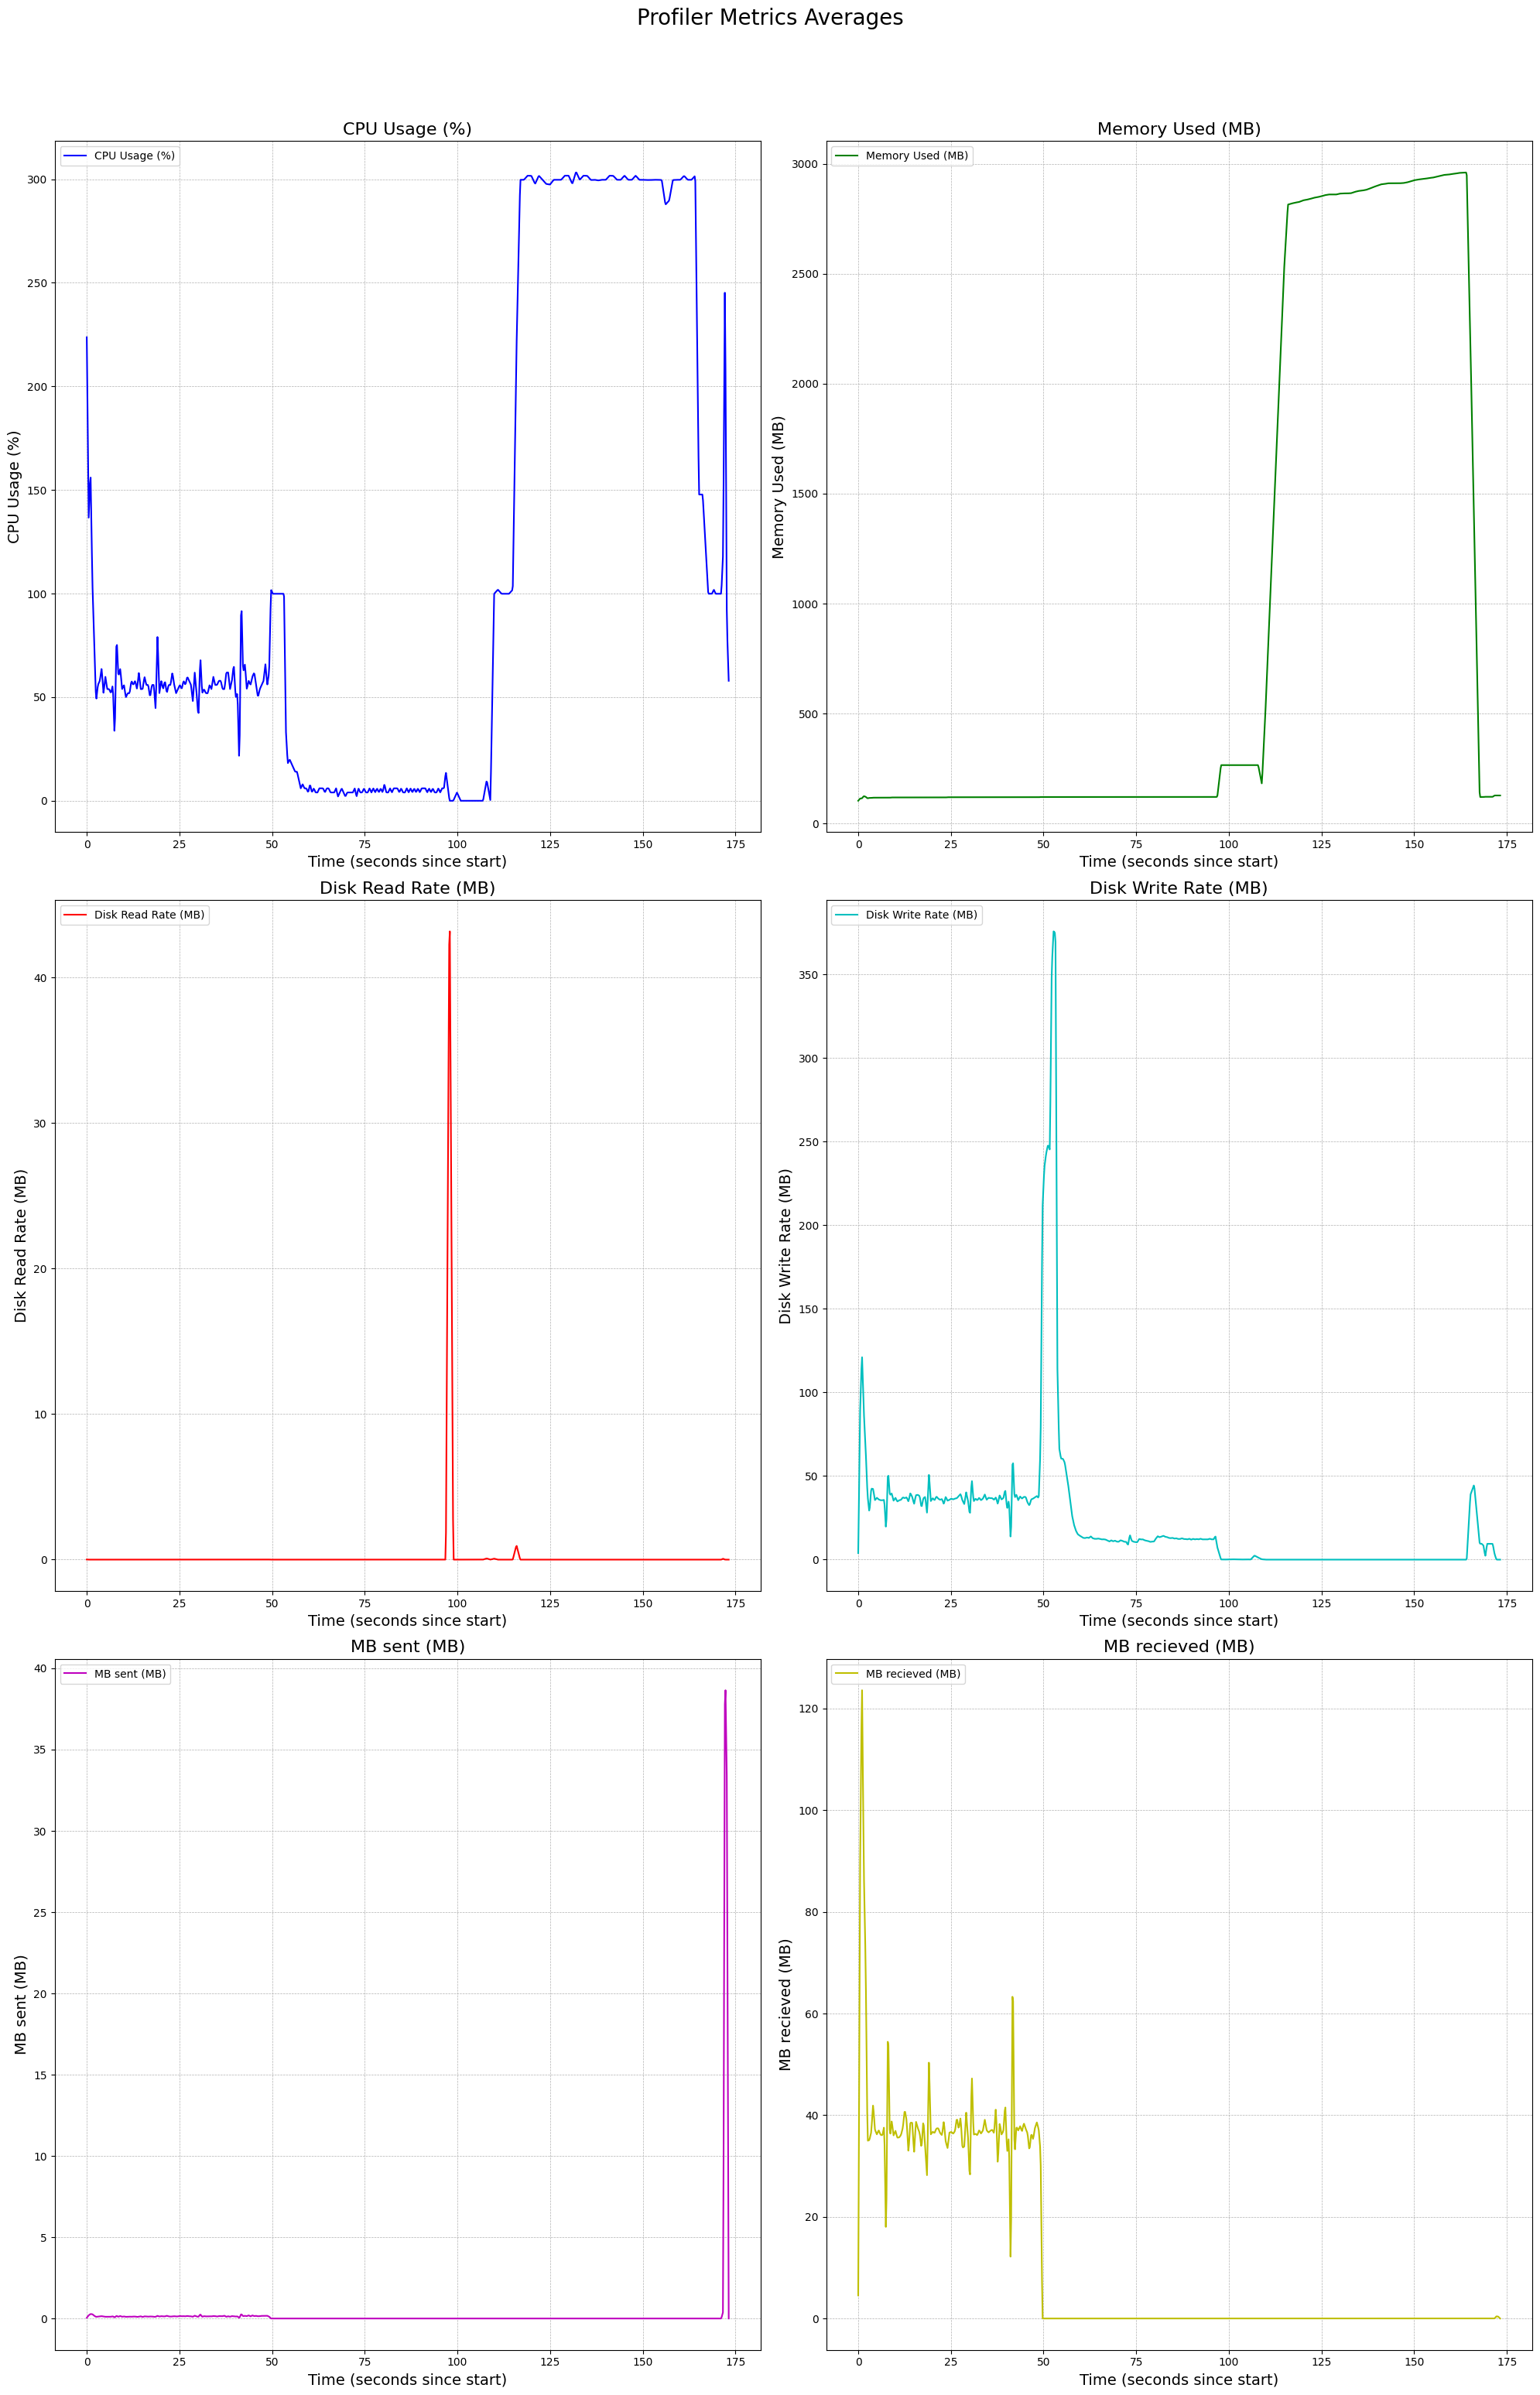 Profiler Metrics Averages
CPU Usage (%)
CPU Usage (%)
CPU Usage (%)
300
250
200
150
100
50
0
0 25 50 75 100 125 150 175
Time (seconds since start)
Memory Used (MB)
Memory Used (MB)
Memory Used (MB)
3000
2500
2000
1500
1000
500
0
0 25 50 75 100 125 150 175
Time (seconds since start)
Disk Read Rate (MB)
Disk Read Rate (MB)
Disk Read Rate (MB)
40
30
20
10
0
0 25 50 75 100 125 150 175
Time (seconds since start)
Disk Write Rate (MB)
Disk Write Rate (MB)
Disk Write Rate (MB)
350
300
250
200
150
100
50
0
0 25 50 75 100 125 150 175
Time (seconds since start)
MB sent (MB)
MB sent (MB)
MB sent (MB)
40
35
30
25
20
15
10
5
0
0 25 50 75 100 125 150 175
Time (seconds since start)
MB recieved (MB)
MB recieved (MB)
MB recieved (MB)
120
100
80
60
40
20
0
0 25 50 75 100 125 150 175
Time (seconds since start)